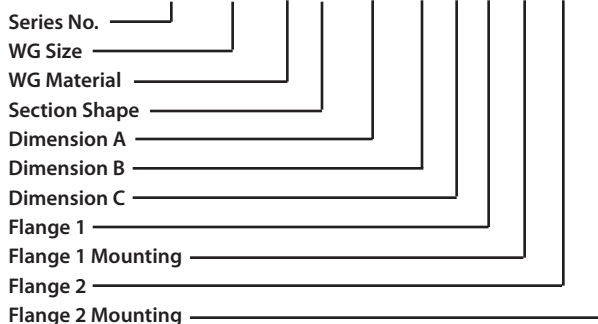 Series No.
WG Size
WG Material
Section Shape
Dimension A
Dimension B
Dimension C
Flange 1
Flange 1 Mounting
Flange 2
Flange 2 Mounting